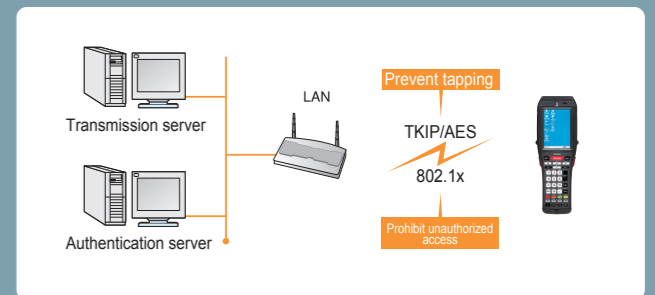 Transmission server
Authentication server
LAN
Prevent tapping
TKIP/AES
802.1x
Prohibit unauthorized
access